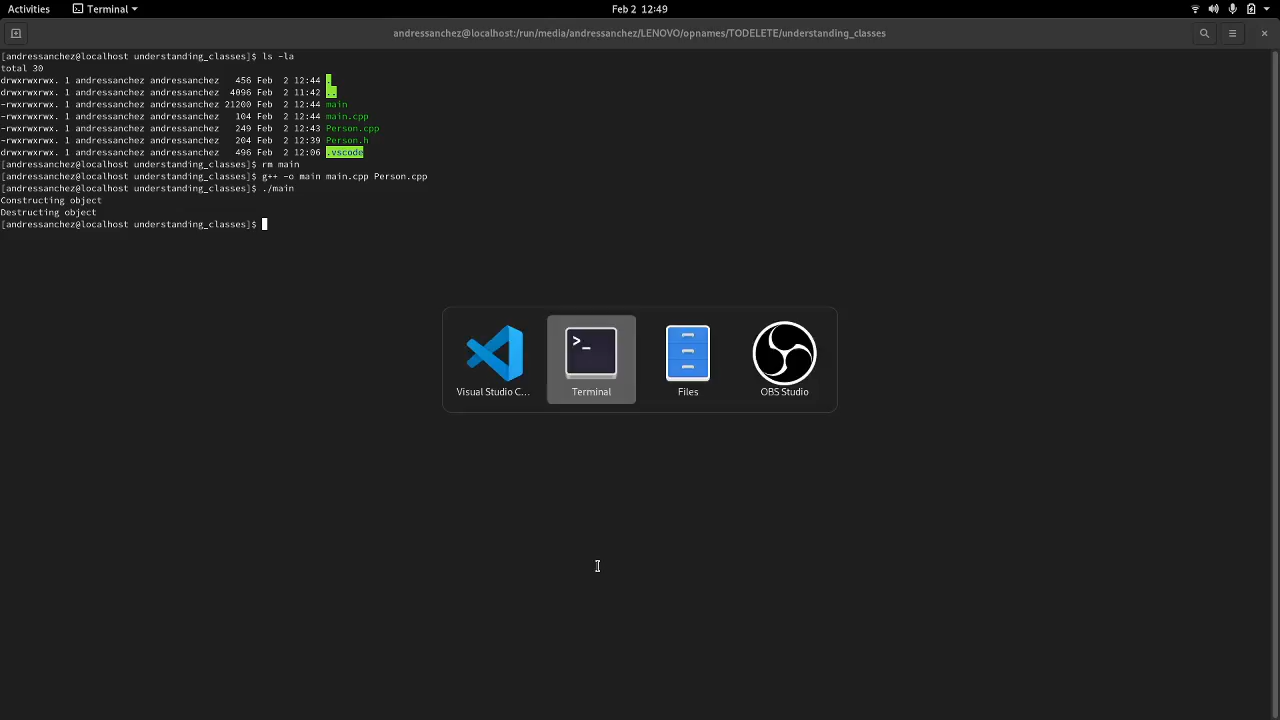 Activities
Terminal
Feb 2 12:49
andressanchez@localhost:/run/media/andressanchez/LENOVO/opnames/TODELETE/understanding_classes
[andressanchez@localhost understanding_classes]$ ls -la
total 30
drwxrwxrwx. 1 andressanchez andressanchez 456 Feb 2 12:44 .
drwxrwxrwx. 1 andressanchez andressanchez 4096 Feb 2 11:42 ..
-rwxrwxrwx. 1 andressanchez andressanchez 21200 Feb 2 12:44 main
-rwxrwxrwx. 1 andressanchez andressanchez 104 Feb 2 12:44 main.cpp
-rwxrwxrwx. 1 andressanchez andressanchez 249 Feb 2 12:43 Person.cpp
-rwxrwxrwx. 1 andressanchez andressanchez 204 Feb 2 12:39 Person.h
drwxrwxrwx. 1 andressanchez andressanchez 496 Feb 2 12:06 .vscode
[andressanchez@localhost understanding_classes]$ rm main
[andressanchez@localhost understanding_classes]$ g++ -o main main.cpp Person.cpp
[andressanchez@localhost understanding_classes]$ ./main
Constructing object
Destructing object
[andressanchez@localhost understanding_classes]$
Visual Studio C...
Terminal
Files
OBS Studio